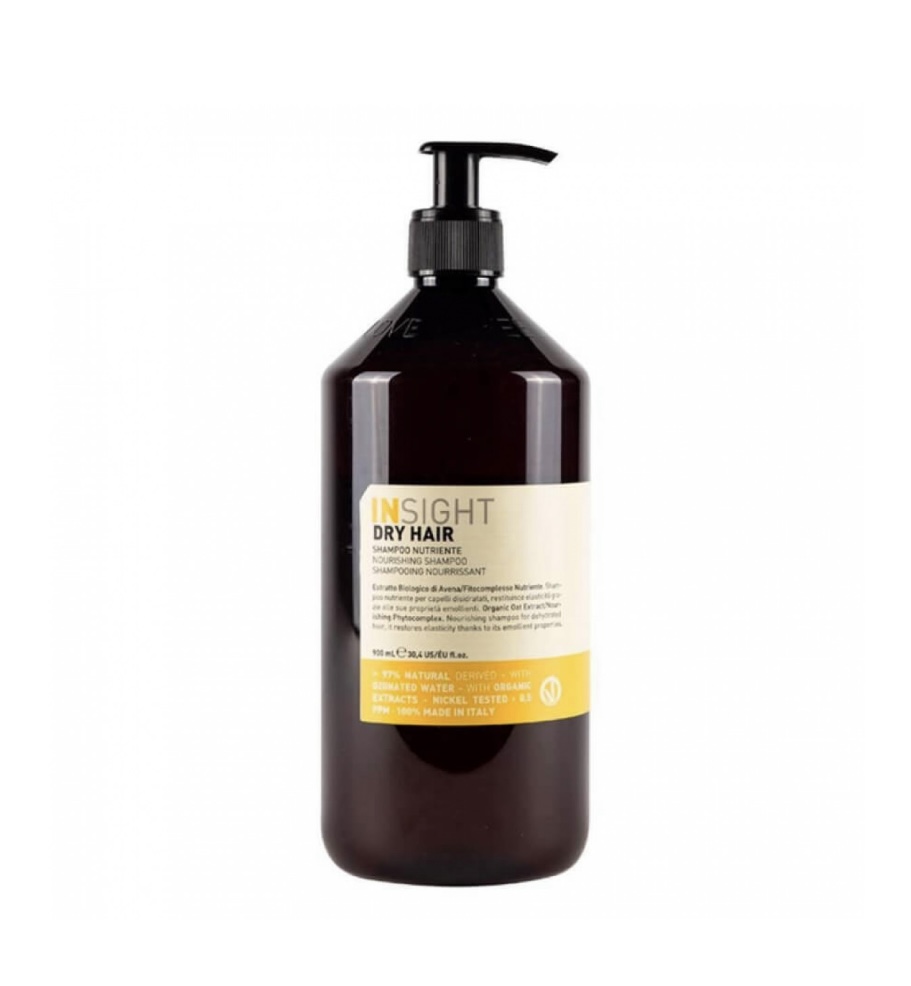 INSIGHT
DRY HAIR
SHAMPOO NUTRIENTE
NOURISHING SHAMPOO
SHAMPOOING NOURRISSANT
Estratto Biologico di Avena/Fitocomplesso Nutriente. Sham-
poo nutriente per capelli disidratati, restituisce elasticità gra-
zie alle sue proprietà emollienti. Organic Oat Extract/Nour-
ishing Phytocomplex. Nourishing shampoo for dehydrated
hair, it restores elasticity thanks to its emollient properties.
900 mL ℮ 30,4 US/ÉU fl.oz.
97% NATURAL DERIVED - WITH
OZONATED WATER - WITH ORGANIC
EXTRACTS - NICKEL TESTED < 0,5
PPM - 100% MADE IN ITALY